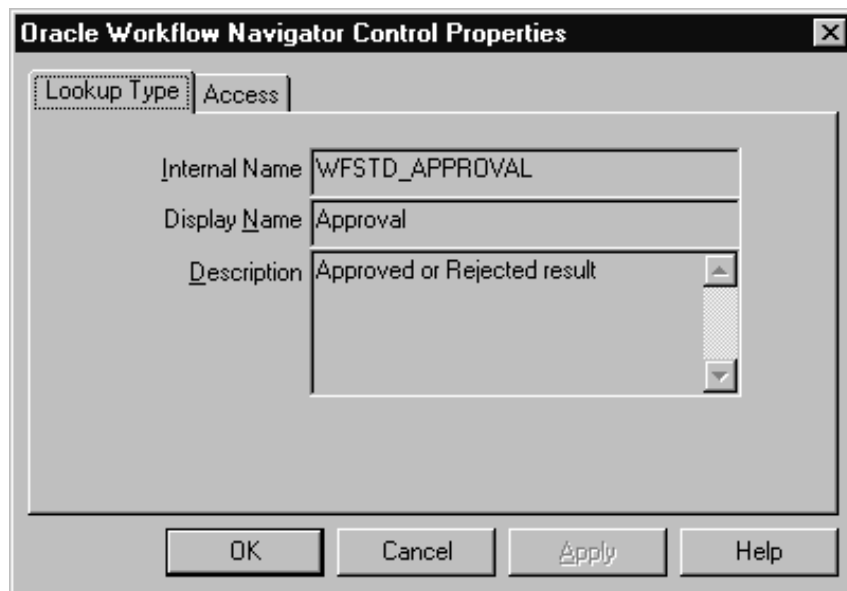 Oracle Workflow Navigator Control Properties
Lookup Type Access
Internal Name WFSTD_APPROVAL
Display Name Approval
Description Approved or Rejected result
OK Cancel Apply Help